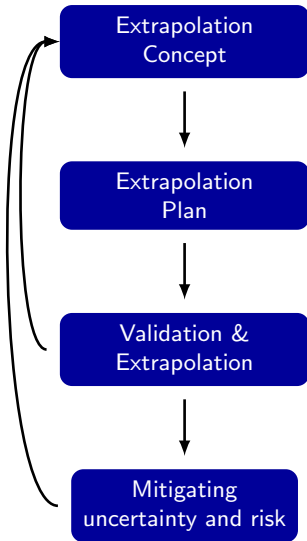 Extrapolation
Concept
Extrapolation
Plan
Validation &
Extrapolation
Mitigating
uncertainty and risk